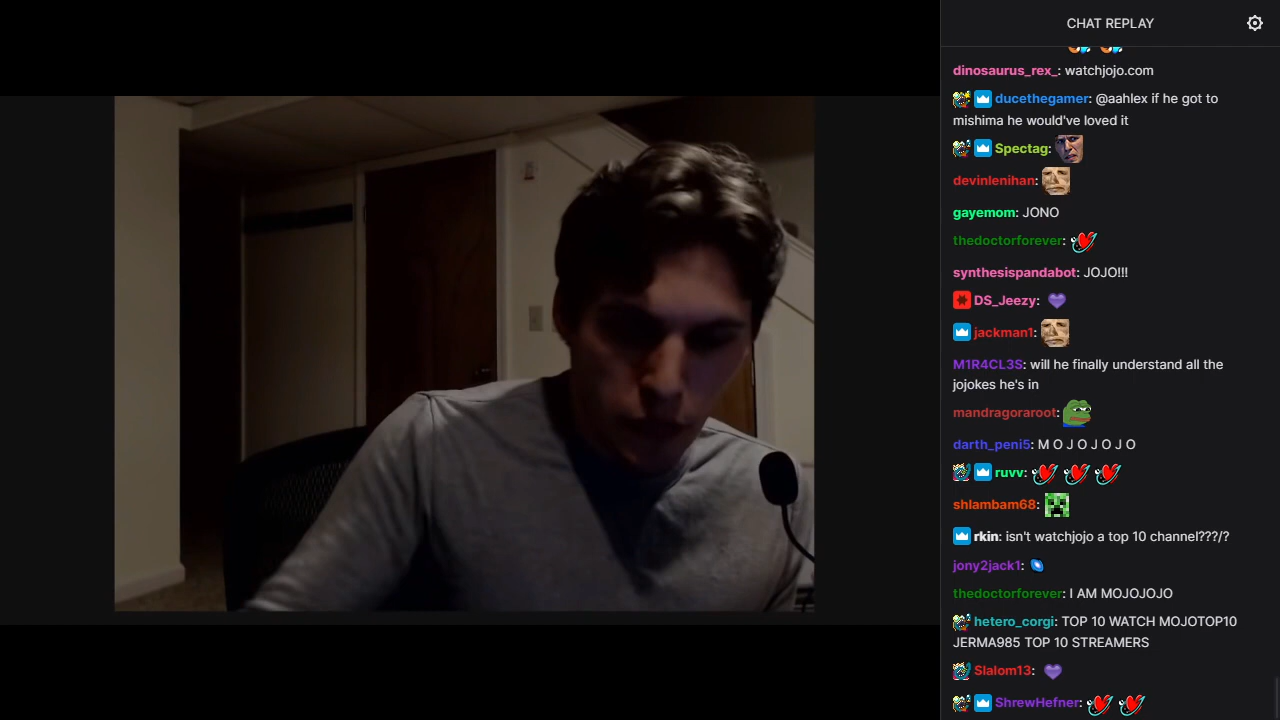 CHAT REPLAY
dinosaurus_rex_: watchjojo.com
ducethegamer: @aahlex if he got to
mishima he would've loved it
Spectag:
devinlenihan:
gayemom: JONO
thedoctorforever:
synthesispandabot: JOJO!!!
DS_Jeezy:
jackman1:
M1R4CL3S: will he finally understand all the
jojokes he's in
mandragoraroot:
darth_peni5: M O J O J O J O
ruvv:
shlambam68:
rkin: isn't watchjojo a top 10 channel???/?
jony2jack1:
thedoctorforever: I AM MOJOJOJO
hetero_corgi: TOP 10 WATCH MOJOTOP10
JERMA985 TOP 10 STREAMERS
Slalom13:
ShrewHefner: